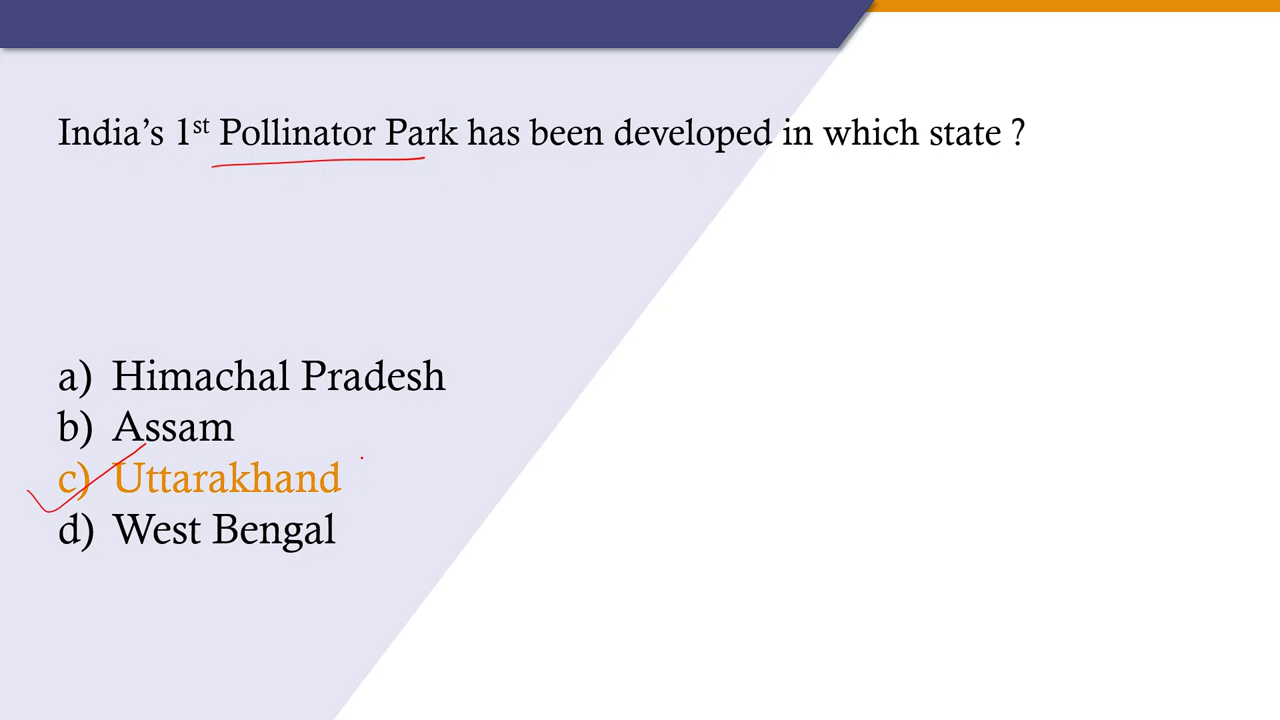 India’s 1st Pollinator Park has been developed in which state ?
a) Himachal Pradesh
b) Assam
c) Uttarakhand
d) West Bengal